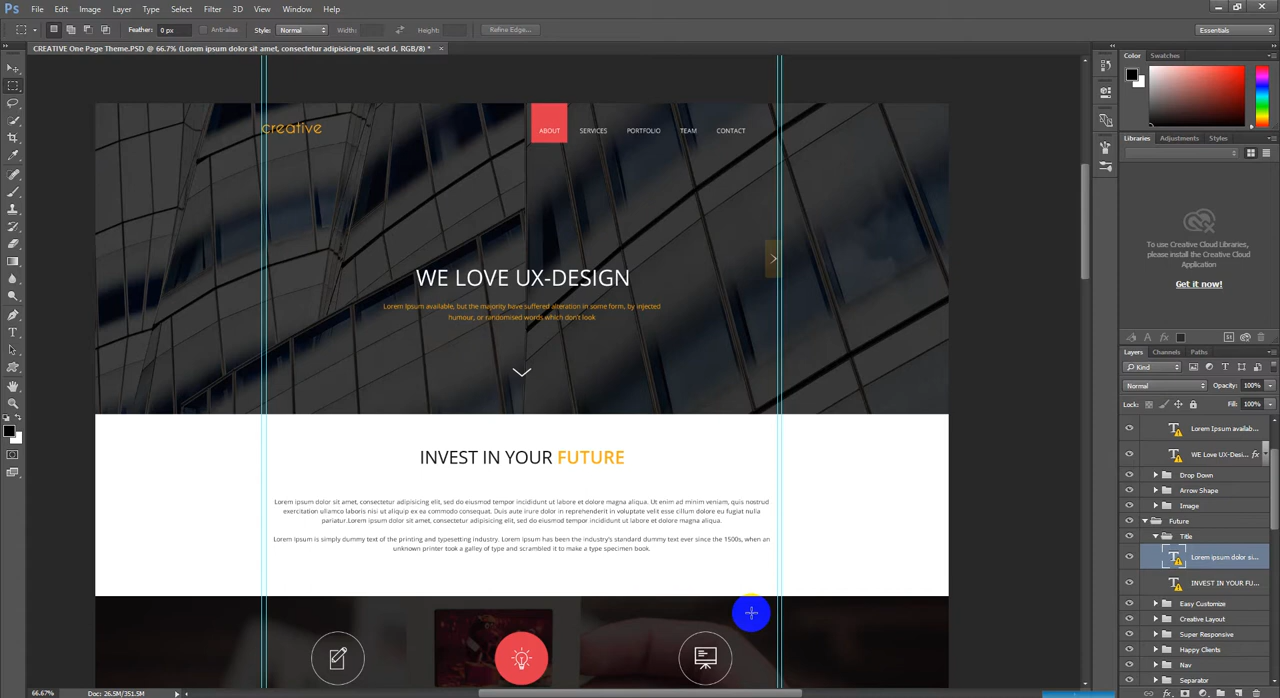 Ps File Edit Image Layer Type Select Filter 3D View Window Help
Feather: 0 px Anti-alias Style: Normal Width: Height: Refine Edge... Essentials
CREATIVE One Page Theme.PSD @ 66.7% (Lorem ipsum dolor sit amet, consectetur adipisicing elit, sed d, RGB/8) *
Color Swatches
creative
ABOUT SERVICES PORTFOLIO TEAM CONTACT
Libraries Adjustments Styles
To use Creative Cloud Libraries,
please install the Creative Cloud
Application
Get it now!
WE LOVE UX-DESIGN
Lorem Ipsum available, but the majority have suffered alteration in some form, by injected
humour, or randomised words which don't look
Layers Channels Paths
Kind
Normal Opacity: 100%
Lock: Fill: 100%
Lorem Ipsum availab...
WE Love UX-Desi... fx
Drop Down
Arrow Shape
Image
Future
Title
Lorem ipsum dolor si...
INVEST IN YOUR FU...
Easy Customize
Creative Layout
Super Responsive
Happy Clients
Nav
Separator
INVEST IN YOUR FUTURE
Lorem ipsum dolor sit amet, consectetur adipisicing elit, sed do eiusmod tempor incididunt ut labore et dolore magna aliqua. Ut enim ad minim veniam, quis nostrud
exercitation ullamco laboris nisi ut aliquip ex ea commodo consequat. Duis aute irure dolor in reprehenderit in voluptate velit esse cillum dolore eu fugiat nulla
pariatur.Lorem ipsum dolor sit amet, consectetur adipisicing elit, sed do eiusmod tempor incididunt ut labore et dolore magna aliqua.
Lorem Ipsum is simply dummy text of the printing and typesetting industry. Lorem Ipsum has been the industry's standard dummy text ever since the 1500s, when an
unknown printer took a galley of type and scrambled it to make a type specimen book.
66.67% Doc: 26.5M/351.5M